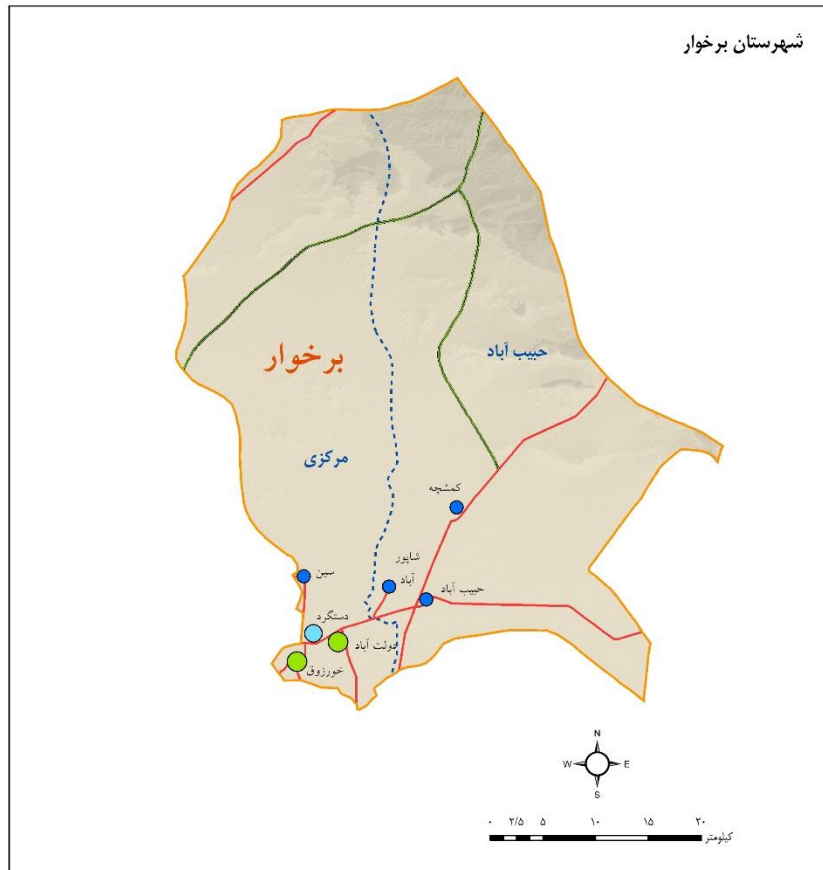 شهرستان برخوار
حبیب آباد
برخوار
مرکزی
کمشچه
شاپور
آباد
سین
حبیب آباد
دستگرد
دولت آباد
خورزوق
N
W
E
S
۰ ۲/۵ ۵ ۱۰ ۱۵ ۲۰
کیلومتر